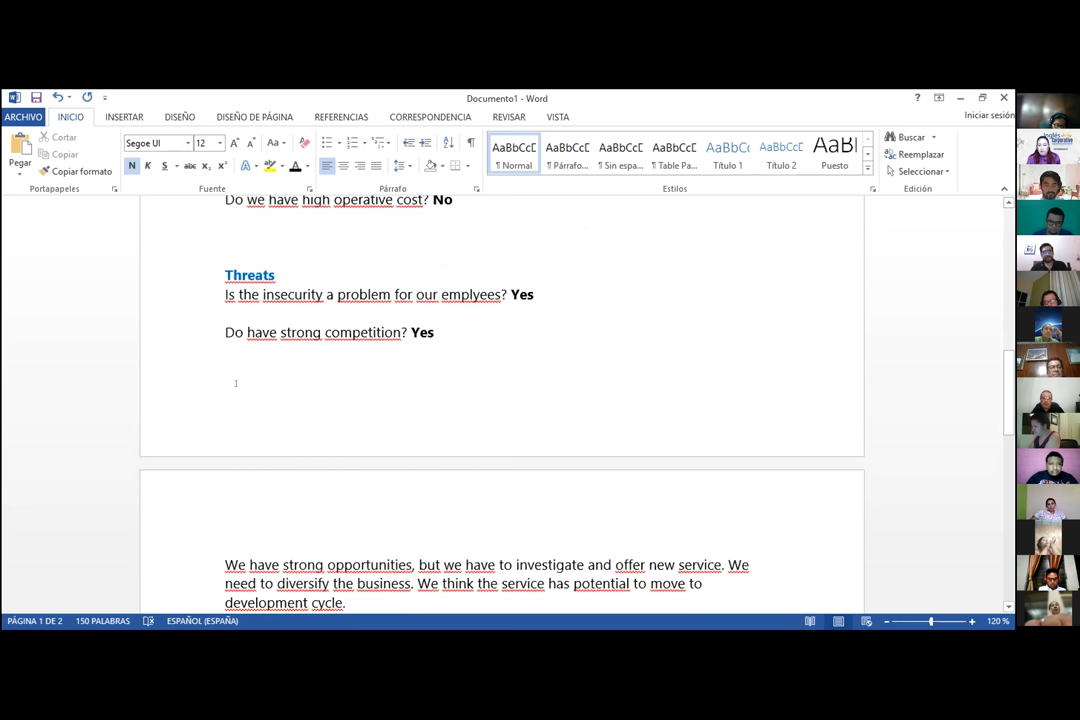 Documento1 - Word
Iniciar sesión
ARCHIVO INICIO INSERTAR DISEÑO DISEÑO DE PÁGINA REFERENCIAS CORRESPONDENCIA REVISAR VISTA
Pegar
Cortar
Copiar
Copiar formato
Portapapeles
Segoe UI 12
Fuente
Párrafo
AaBbCcD AaBbCcD AaBbCcD AaBbCcD AaBbCc AaBbCcD AaBl
¶ Normal ¶ Párrafo... ¶ Sin espa... ¶ Table Pa... ¶ Título 1 ¶ Título 2 ¶ Puesto
Estilos
Buscar
Reemplazar
Seleccionar
Edición
Do we have high operative cost? No
Threats
Is the insecurity a problem for our emplyees? Yes
Do have strong competition? Yes
We have strong opportunities, but we have to investigate and offer new service. We
need to diversify the business. We think the service has potential to move to
development cycle.
PÁGINA 1 DE 2 150 PALABRAS ESPAÑOL (ESPAÑA) 120 %